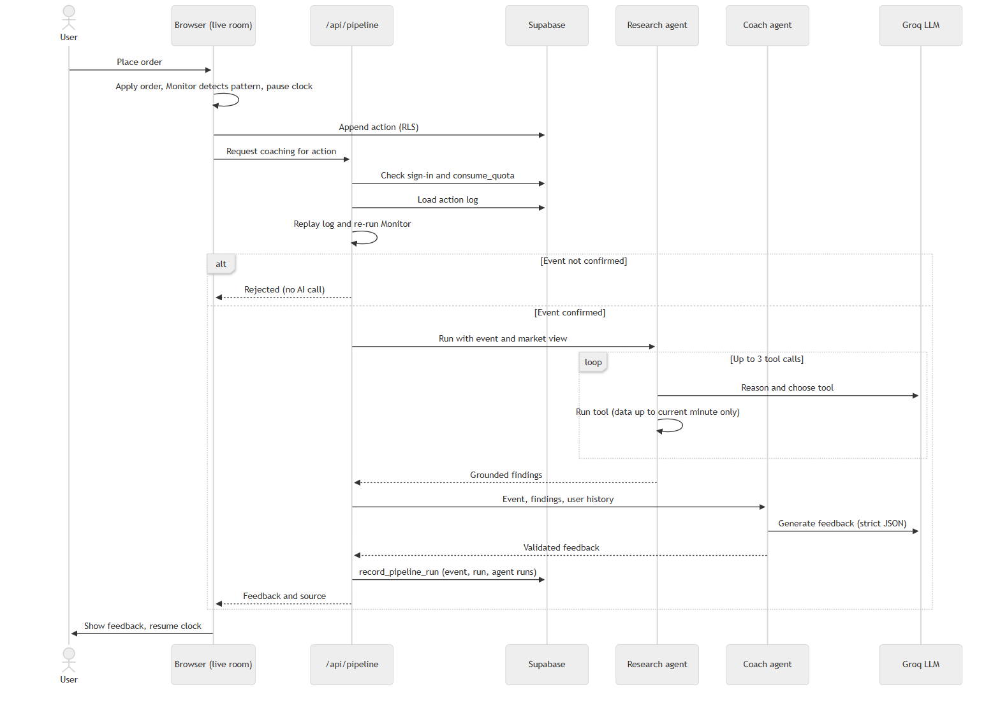 User
Browser (live room)
/api/pipeline
Supabase
Research agent
Coach agent
Groq LLM
Place order
Apply order, Monitor detects pattern, pause clock
Append action (RLS)
Request coaching for action
Check sign-in and consume_quota
Load action log
Replay log and re-run Monitor
alt
[Event not confirmed]
Rejected (no AI call)
[Event confirmed]
Run with event and market view
loop
[Up to 3 tool calls]
Reason and choose tool
Run tool (data up to current minute only)
Grounded findings
Event, findings, user history
Generate feedback (strict JSON)
Validated feedback
record_pipeline_run (event, run, agent runs)
Feedback and source
Show feedback, resume clock
User
Browser (live room)
/api/pipeline
Supabase
Research agent
Coach agent
Groq LLM